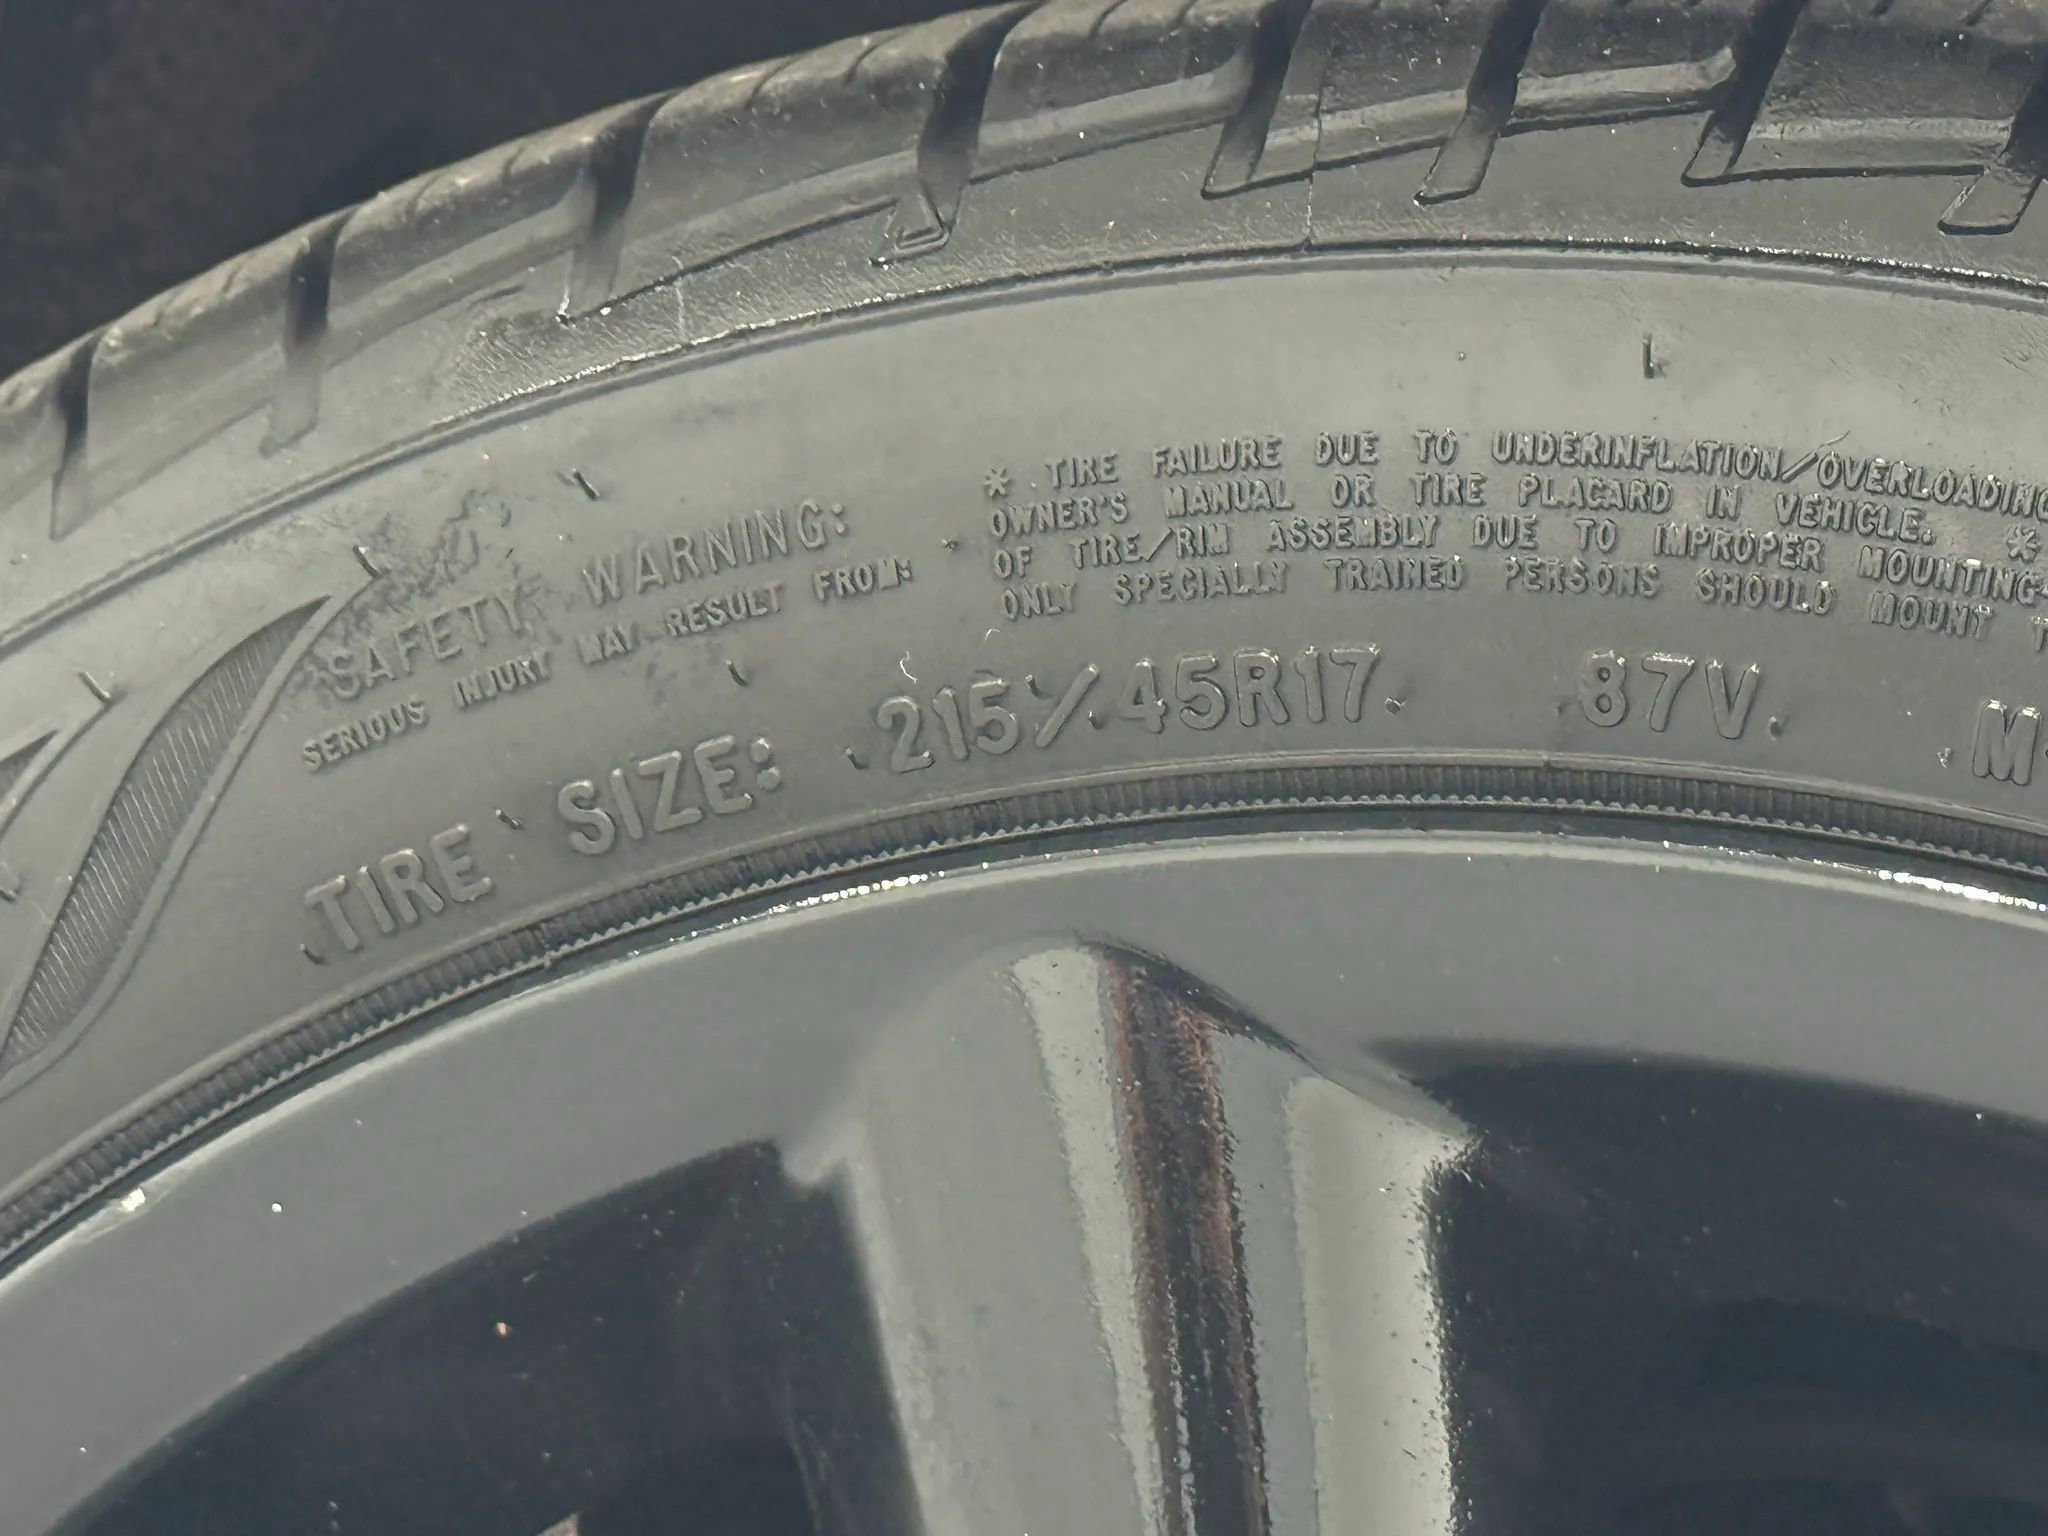 SAFETY WARNING:
SERIOUS INJURY MAY RESULT FROM:
* TIRE FAILURE DUE TO UNDERINFLATION/OVERLOADING
OWNER'S MANUAL OR TIRE PLACARD IN VEHICLE. *
OF TIRE/RIM ASSEMBLY DUE TO IMPROPER MOUNTING-
ONLY SPECIALLY TRAINED PERSONS SHOULD MOUNT T
TIRE SIZE: 215/45R17 87V M